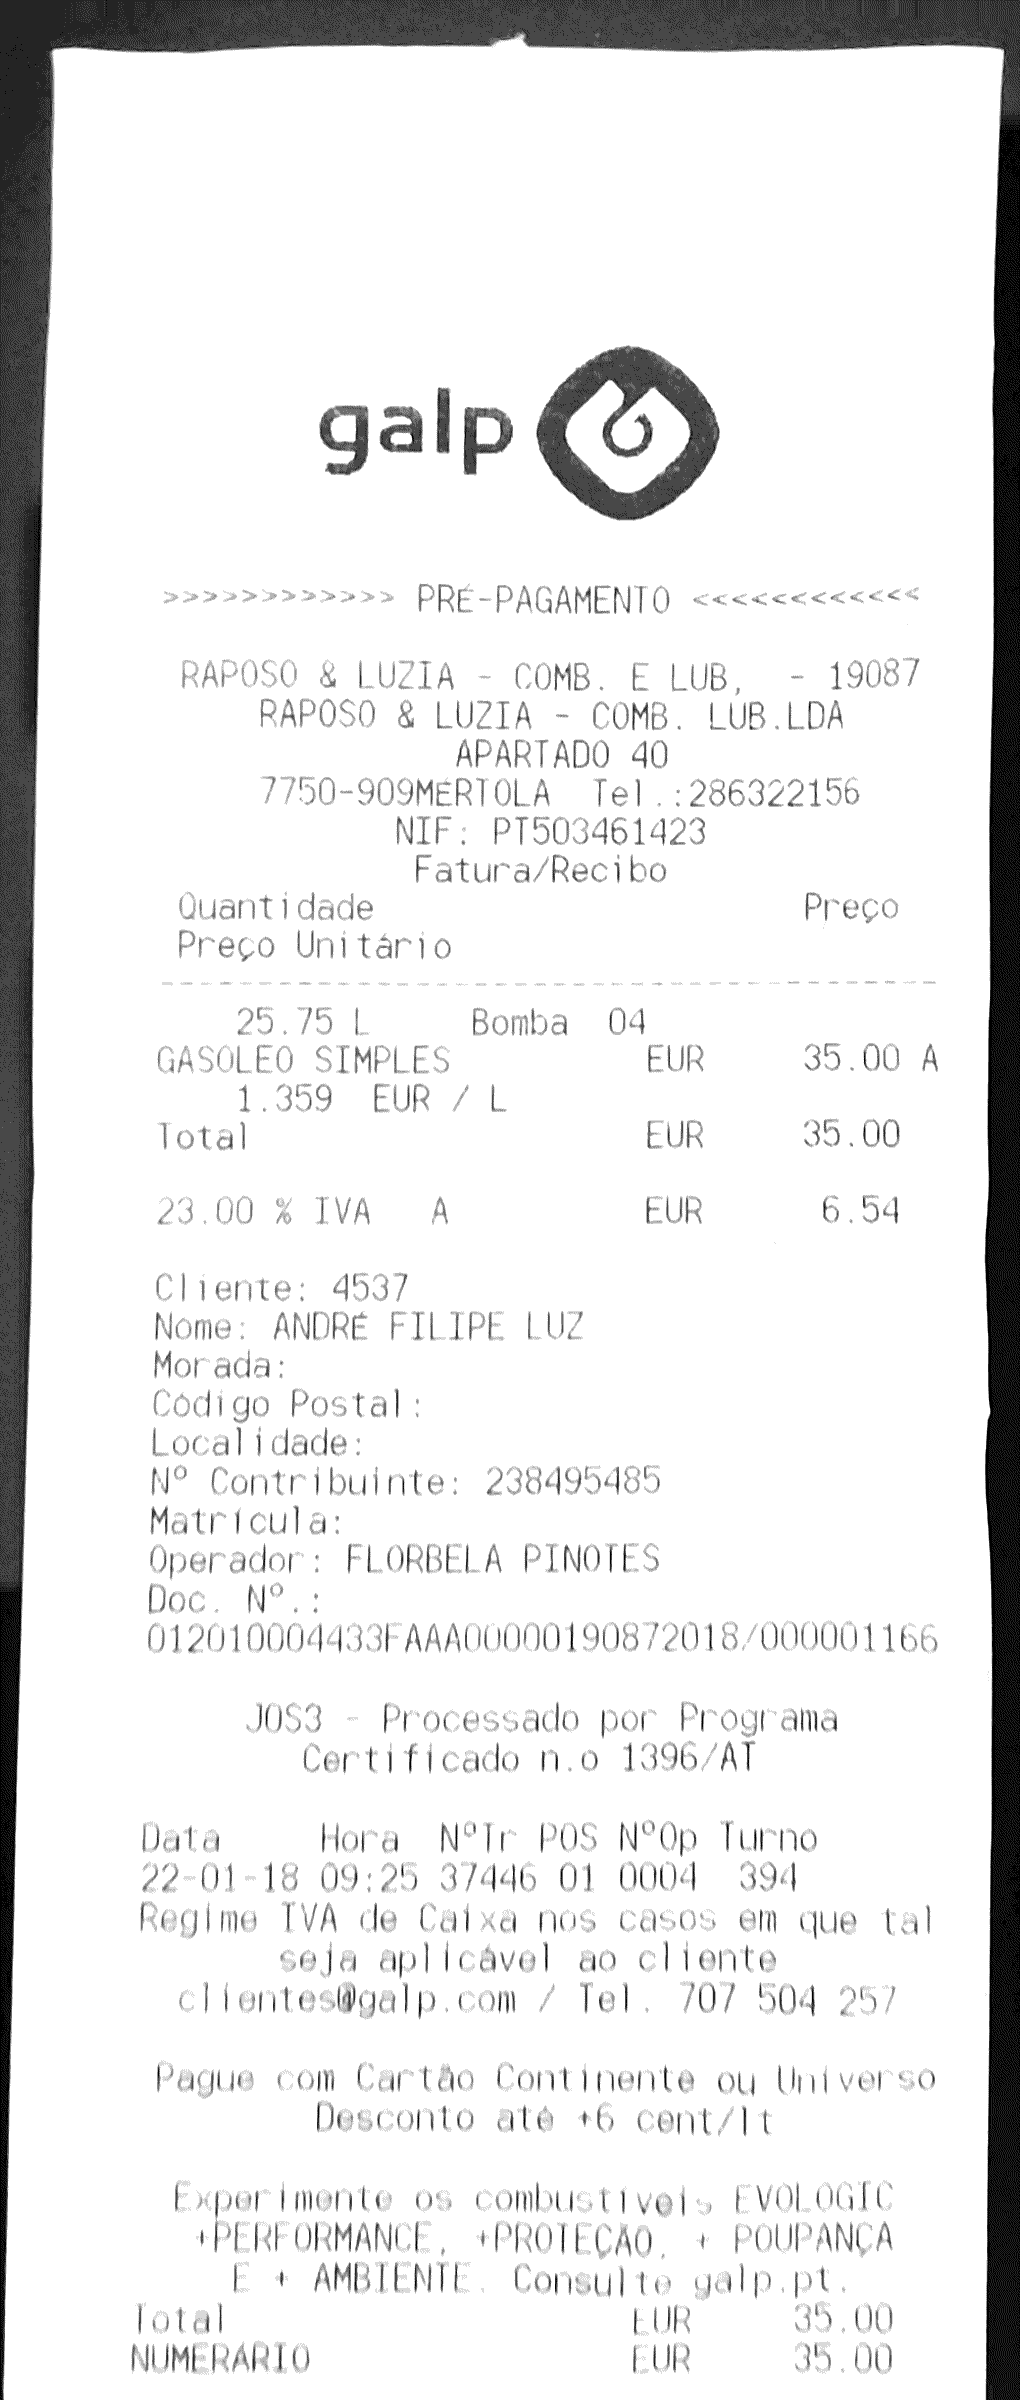 galp
>>>>>>>>>>>> PRÉ-PAGAMENTO <<<<<<<<<<<<
RAPOSO & LUZIA - COMB. E LUB, - 19087
RAPOSO & LUZIA - COMB. LUB.LDA
APARTADO 40
7750-909MÉRTOLA Tel.:286322156
NIF: PT503461423
Fatura/Recibo
Quantidade Preço
Preço Unitário
----------------------------------------
25.75 L Bomba 04
GASOLEO SIMPLES EUR 35.00 A
1.359 EUR / L
Total EUR 35.00
23.00 % IVA A EUR 6.54
Cliente: 4537
Nome: ANDRÉ FILIPE LUZ
Morada:
Código Postal:
Localidade:
Nº Contribuinte: 238495485
Matrícula:
Operador: FLORBELA PINOTES
Doc. Nº.:
012010004433FAAA00000190872018/000001166
JOS3 - Processado por Programa
Certificado n.o 1396/AT
Data Hora NºTr POS NºOp Turno
22-01-18 09:25 37446 01 0004 394
Regime IVA de Caixa nos casos em que tal
seja aplicável ao cliente
clientes@galp.com / Tel. 707 504 257
Pague com Cartão Continente ou Universo
Desconto até +6 cent/lt
Experimente os combustíveis EVOLOGIC
+PERFORMANCE, +PROTEÇÃO, + POUPANÇA
E + AMBIENTE. Consulte galp.pt.
Total EUR 35.00
NUMERÁRIO EUR 35.00